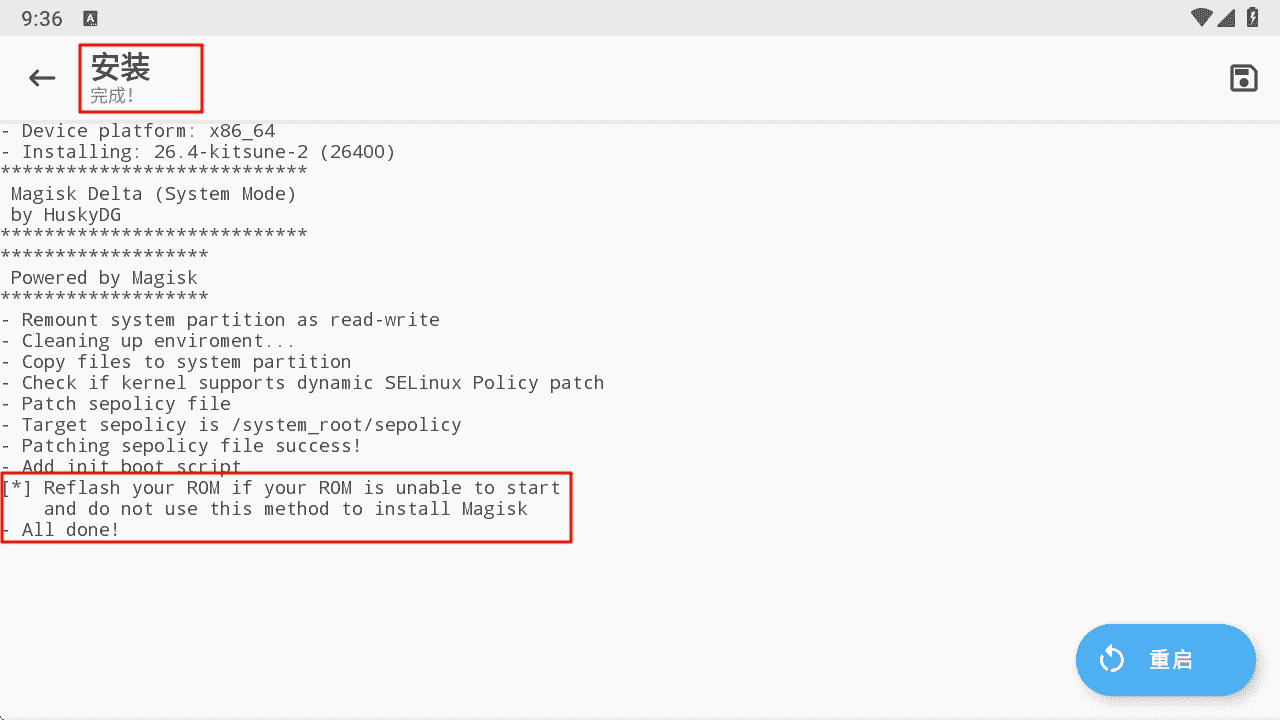 9:36 A
安装
完成!
- Device platform: x86_64
- Installing: 26.4-kitsune-2 (26400)
****************************
Magisk Delta (System Mode)
by HuskyDG
****************************
*******************
Powered by Magisk
*******************
- Remount system partition as read-write
- Cleaning up enviroment...
- Copy files to system partition
- Check if kernel supports dynamic SELinux Policy patch
- Patch sepolicy file
- Target sepolicy is /system_root/sepolicy
- Patching sepolicy file success!
- Add init boot script
[*] Reflash your ROM if your ROM is unable to start
and do not use this method to install Magisk
- All done!
重启